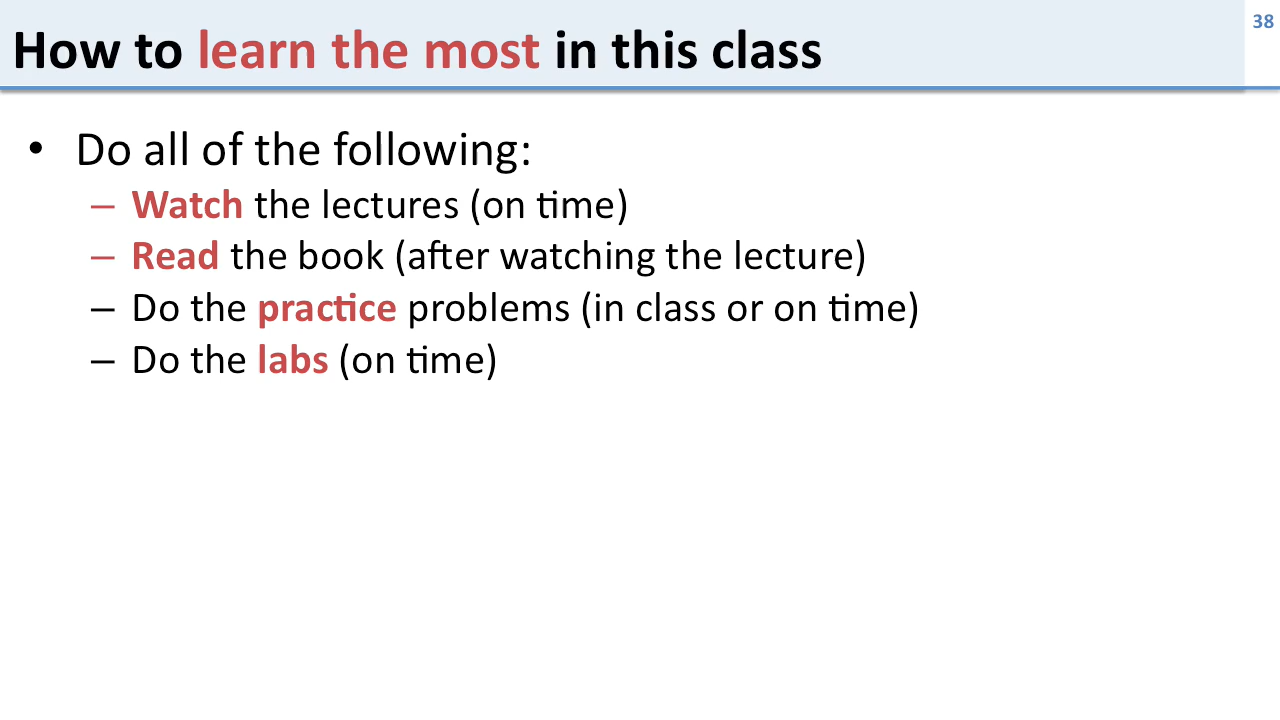 How to learn the most in this class
38
• Do all of the following:
– Watch the lectures (on time)
– Read the book (after watching the lecture)
– Do the practice problems (in class or on time)
– Do the labs (on time)